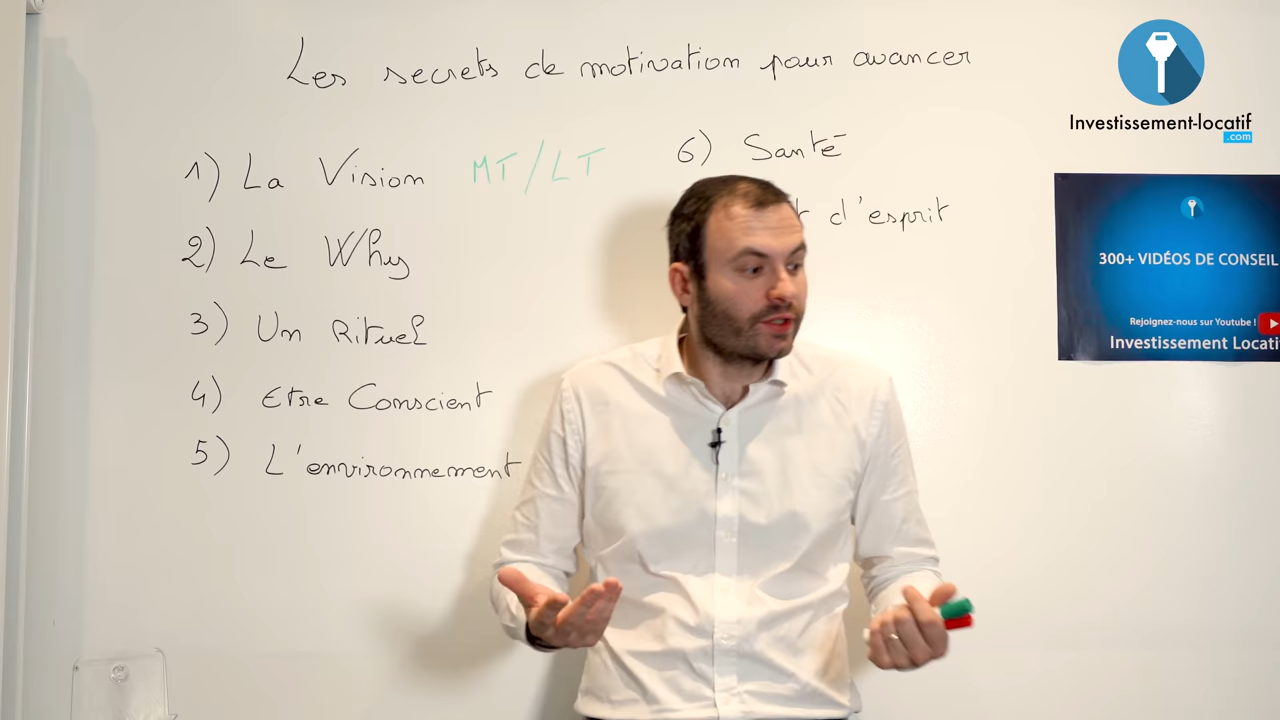 Les secrets de motivation pour avancer
1) La Vision MT/LT
2) Le Why
3) Un Rituel
4) Etre Conscient
5) L'environnement
6) Santé
t d'esprit
Investissement-locatif
.com
300+ VIDÉOS DE CONSEIL
Rejoignez-nous sur Youtube !
Investissement Locati